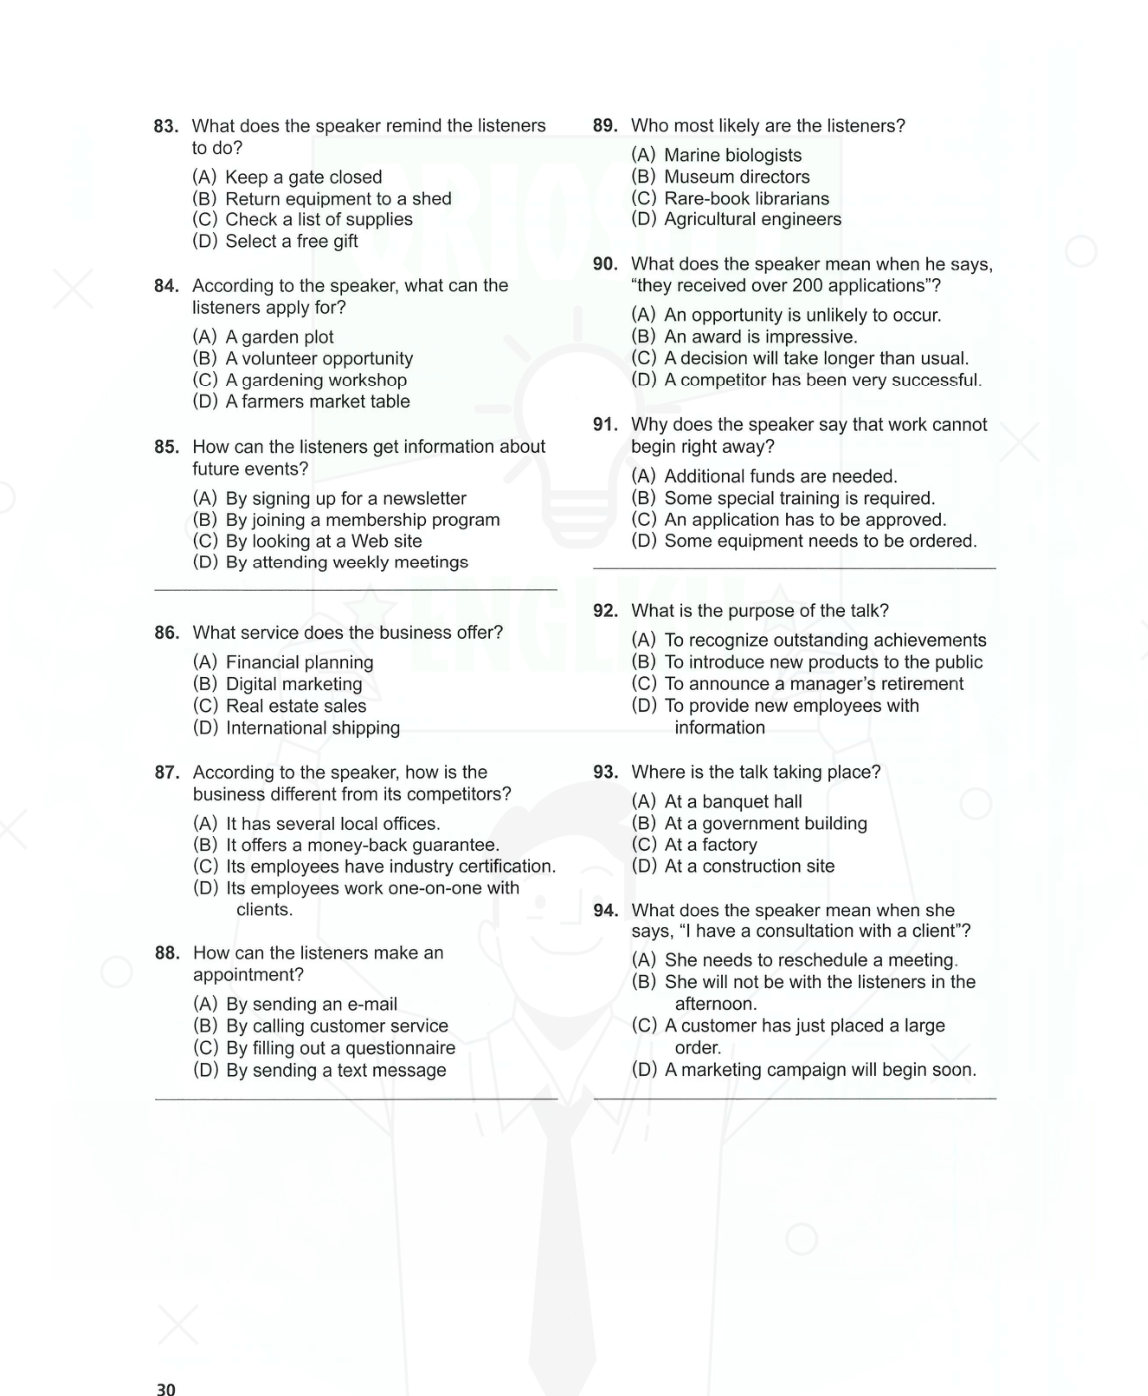 83. What does the speaker remind the listeners
to do?
(A) Keep a gate closed
(B) Return equipment to a shed
(C) Check a list of supplies
(D) Select a free gift
84. According to the speaker, what can the
listeners apply for?
(A) A garden plot
(B) A volunteer opportunity
(C) A gardening workshop
(D) A farmers market table
85. How can the listeners get information about
future events?
(A) By signing up for a newsletter
(B) By joining a membership program
(C) By looking at a Web site
(D) By attending weekly meetings
86. What service does the business offer?
(A) Financial planning
(B) Digital marketing
(C) Real estate sales
(D) International shipping
87. According to the speaker, how is the
business different from its competitors?
(A) It has several local offices.
(B) It offers a money-back guarantee.
(C) Its employees have industry certification.
(D) Its employees work one-on-one with
clients.
88. How can the listeners make an
appointment?
(A) By sending an e-mail
(B) By calling customer service
(C) By filling out a questionnaire
(D) By sending a text message
89. Who most likely are the listeners?
(A) Marine biologists
(B) Museum directors
(C) Rare-book librarians
(D) Agricultural engineers
90. What does the speaker mean when he says,
“they received over 200 applications”?
(A) An opportunity is unlikely to occur.
(B) An award is impressive.
(C) A decision will take longer than usual.
(D) A competitor has been very successful.
91. Why does the speaker say that work cannot
begin right away?
(A) Additional funds are needed.
(B) Some special training is required.
(C) An application has to be approved.
(D) Some equipment needs to be ordered.
92. What is the purpose of the talk?
(A) To recognize outstanding achievements
(B) To introduce new products to the public
(C) To announce a manager’s retirement
(D) To provide new employees with
information
93. Where is the talk taking place?
(A) At a banquet hall
(B) At a government building
(C) At a factory
(D) At a construction site
94. What does the speaker mean when she
says, “I have a consultation with a client”?
(A) She needs to reschedule a meeting.
(B) She will not be with the listeners in the
afternoon.
(C) A customer has just placed a large
order.
(D) A marketing campaign will begin soon.
30